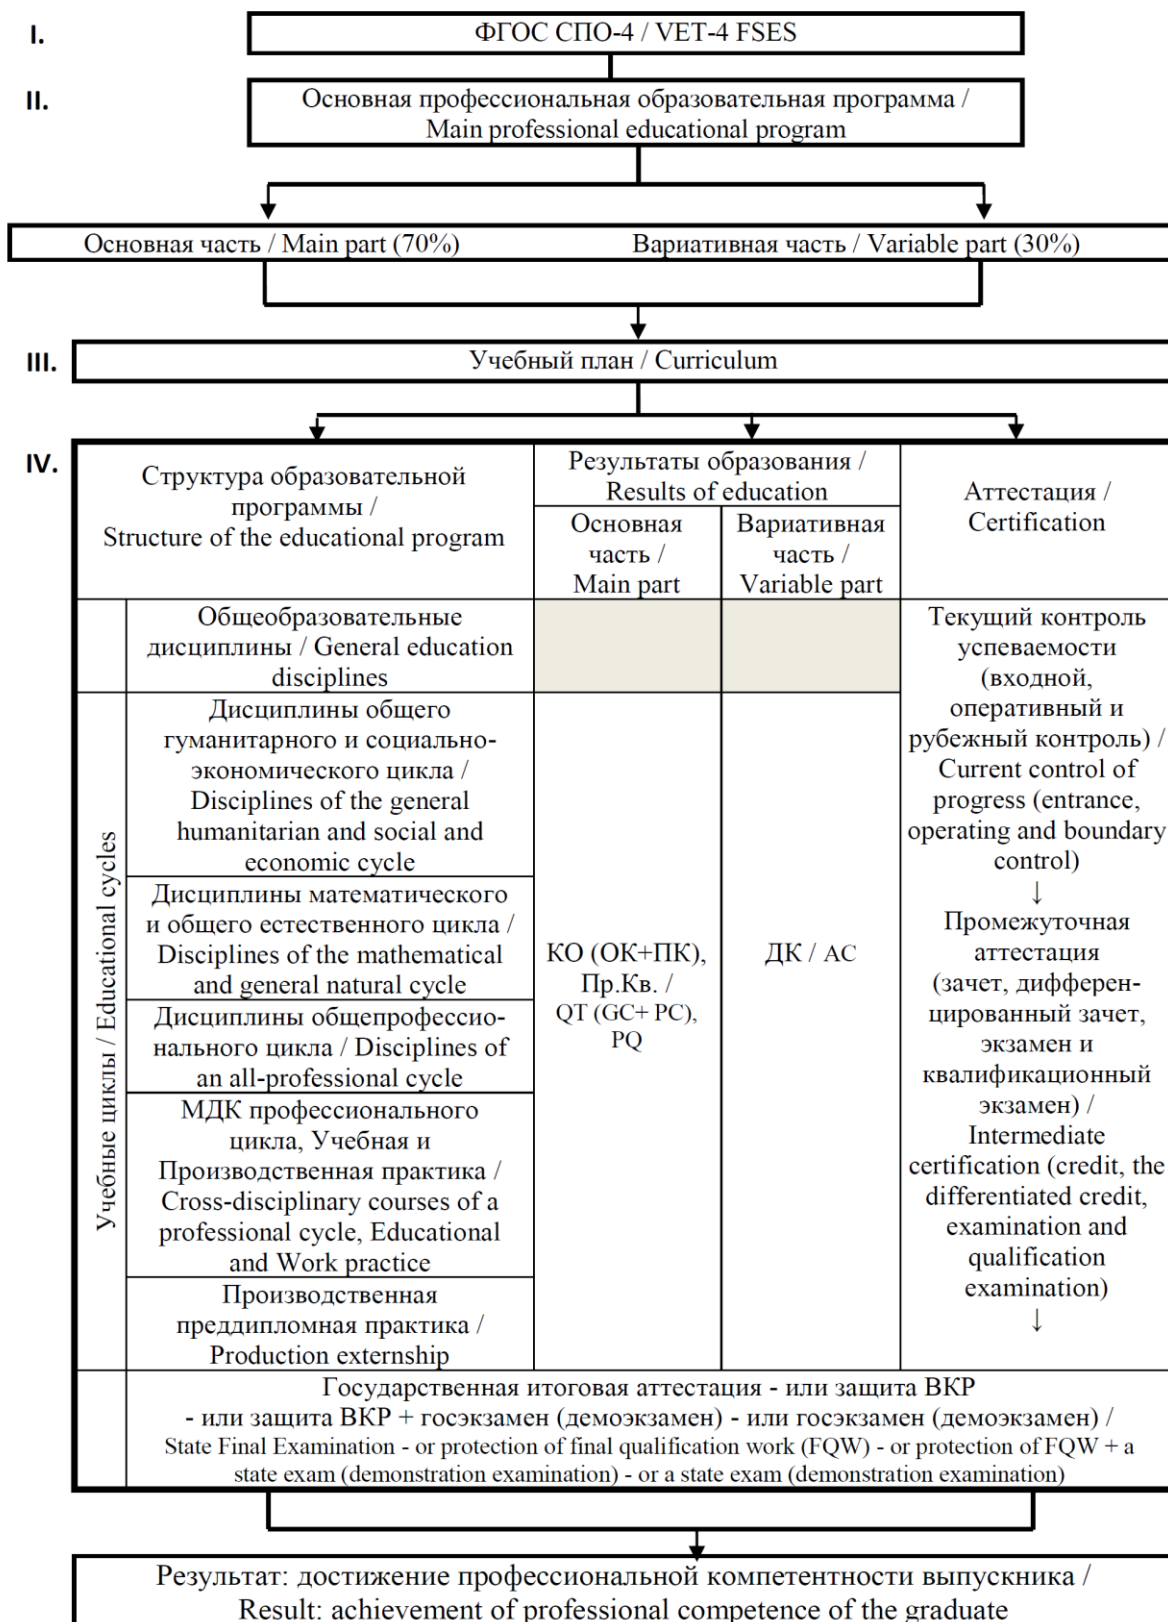 I.
ФГОС СПО-4 / VET-4 FSES
II.
Основная профессиональная образовательная программа /
Main professional educational program
Основная часть / Main part (70%)
Вариативная часть / Variable part (30%)
III.
Учебный план / Curriculum
IV.
Структура образовательной
программы /
Structure of the educational program
Результаты образования /
Results of education
Основная
часть /
Main part
Вариативная
часть /
Variable part
Аттестация /
Certification
Общеобразовательные
дисциплины / General education
disciplines
Учебные циклы / Educational cycles
Дисциплины общего
гуманитарного и социально-
экономического цикла /
Disciplines of the general
humanitarian and social and
economic cycle
Дисциплины математического
и общего естественного цикла /
Disciplines of the mathematical
and general natural cycle
Дисциплины общепрофессио-
нального цикла / Disciplines of
an all-professional cycle
МДК профессионального
цикла, Учебная и
Производственная практика /
Cross-disciplinary courses of a
professional cycle, Educational
and Work practice
Производственная
преддипломная практика /
Production externship
КО (ОК+ПК),
Пр.Кв. /
QT (GC+ PC),
PQ
ДК / AC
Текущий контроль
успеваемости
(входной,
оперативный и
рубежный контроль) /
Current control of
progress (entrance,
operating and boundary
control)
↓
Промежуточная
аттестация
(зачет, дифферен-
цированный зачет,
экзамен и
квалификационный
экзамен) /
Intermediate
certification (credit, the
differentiated credit,
examination and
qualification
examination)
↓
Государственная итоговая аттестация - или защита ВКР
- или защита ВКР + госэкзамен (демоэкзамен) - или госэкзамен (демоэкзамен) /
State Final Examination - or protection of final qualification work (FQW) - or protection of FQW + a
state exam (demonstration examination) - or a state exam (demonstration examination)
Результат: достижение профессиональной компетентности выпускника /
Result: achievement of professional competence of the graduate